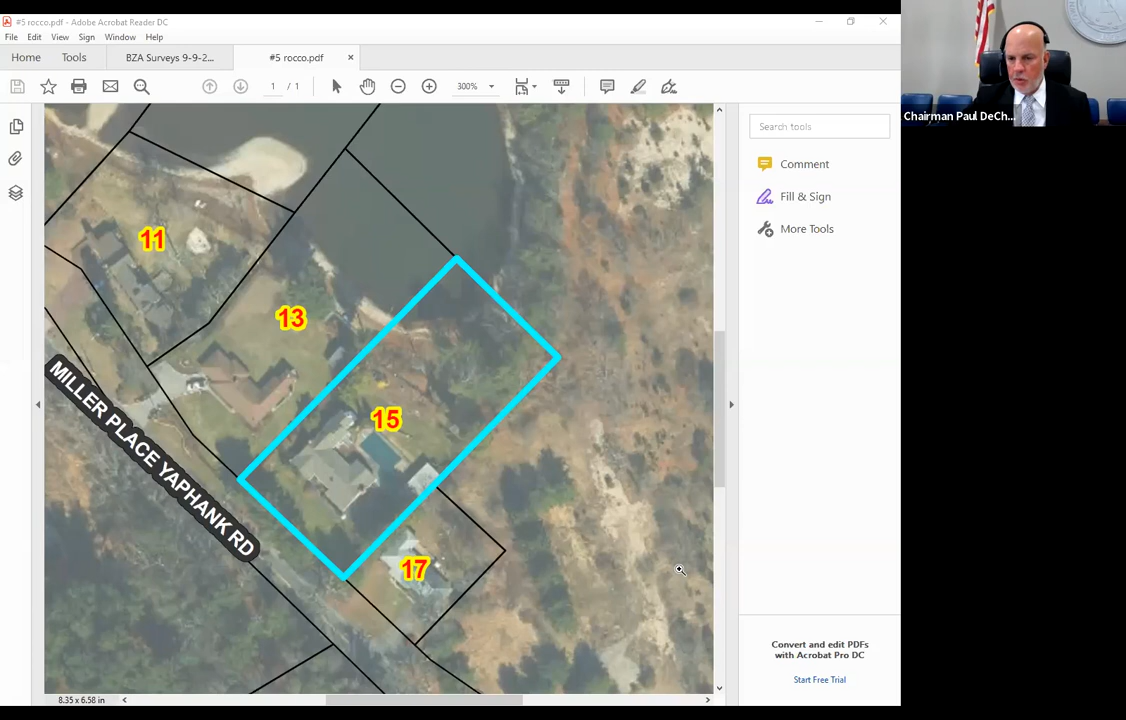 #5 rocco.pdf - Adobe Acrobat Reader DC
File Edit View Sign Window Help
Home Tools BZA Surveys 9-9-2... #5 rocco.pdf ×
1 / 1 300%
Search tools
Comment
Fill & Sign
More Tools
11
13
15
17
MILLER PLACE YAPHANK RD
Convert and edit PDFs
with Acrobat Pro DC
Start Free Trial
8.35 x 6.58 in
Chairman Paul DeCh...